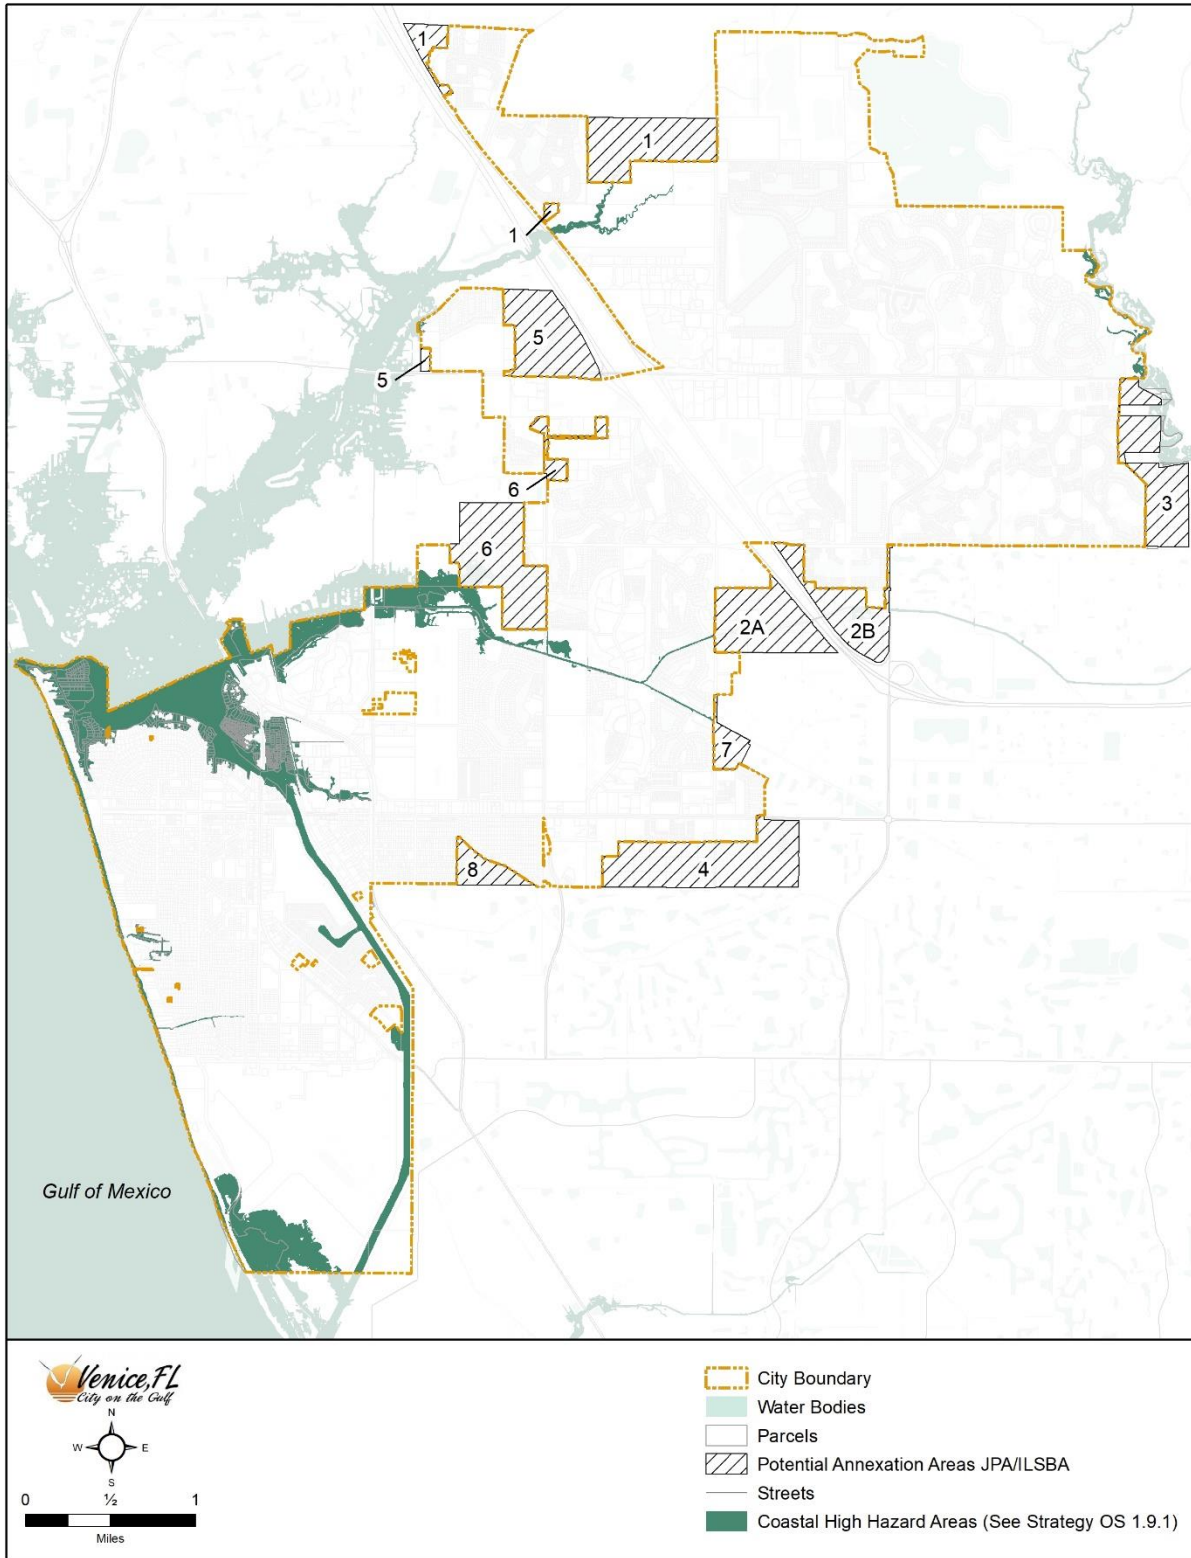 1
1
1
5
5
6
6
3
2A
2B
7
8
4
Gulf of Mexico
Venice, FL
City on the Gulf
N
W
E
S
0
½
1
Miles
City Boundary
Water Bodies
Parcels
Potential Annexation Areas JPA/ILSBA
Streets
Coastal High Hazard Areas (See Strategy OS 1.9.1)